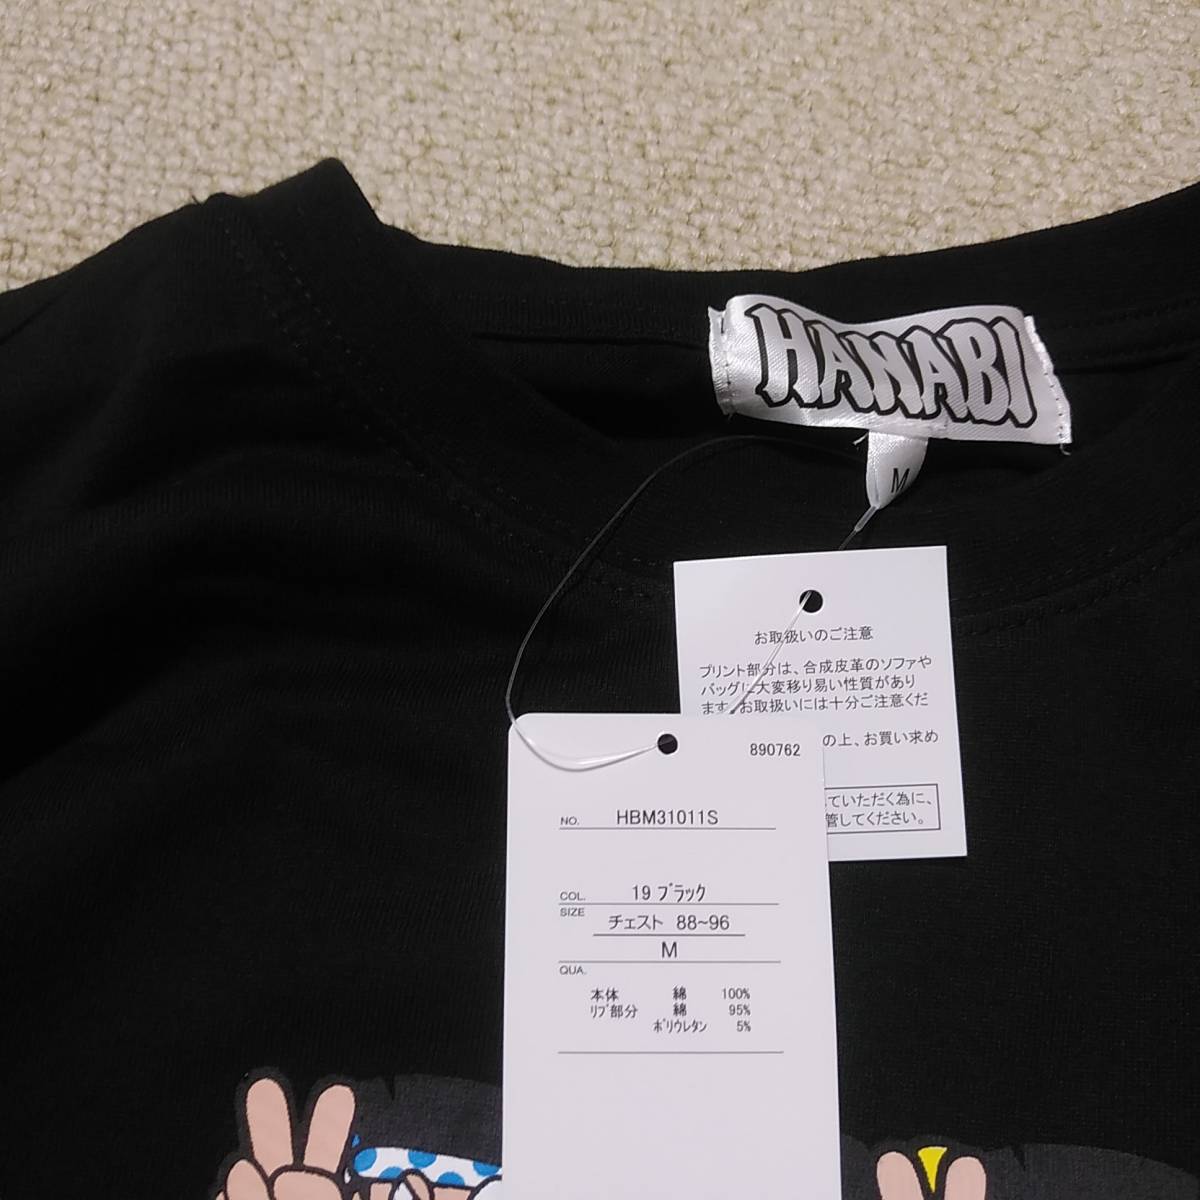 HANABI
M
お取扱いのご注意
プリント部分は、合成皮革のソファや
バッグに大変移り易い性質があり
ます。お取扱いには十分ご注意くだ
の上、お買い求め
ていただく為に、
管してください。
890762
NO. HBM31011S
COL. 19 ブラック
SIZE
チェスト 88~96
M
QUA.
本体 綿 100%
リブ部分 綿 95%
ポリウレタン 5%